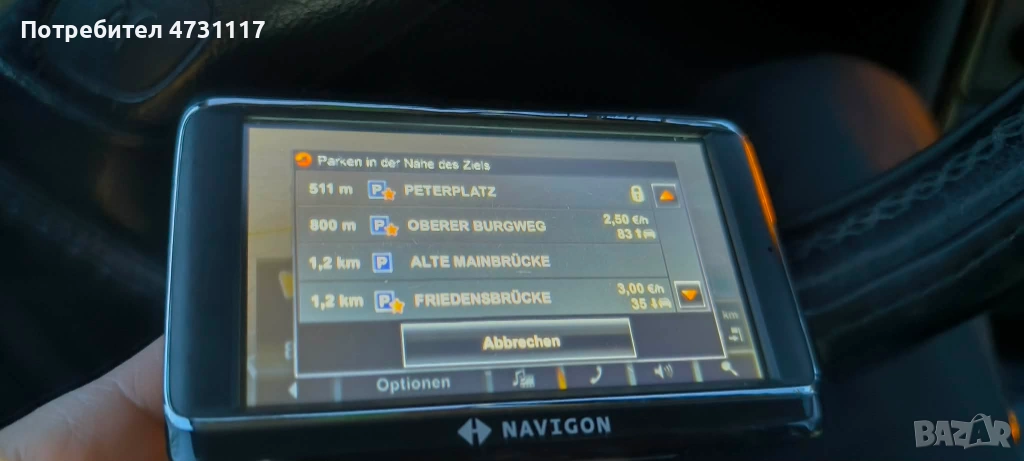 Потребител 4731117
Parken in der Nähe des Ziels
511 m P PETERPLATZ
800 m P OBERER BURGWEG 2,50 €/h 83
1,2 km P ALTE MAINBRÜCKE
1,2 km P FRIEDENSBRÜCKE 3,00 €/h 35
Abbrechen
km
Optionen
NAVIGON
BAZAR